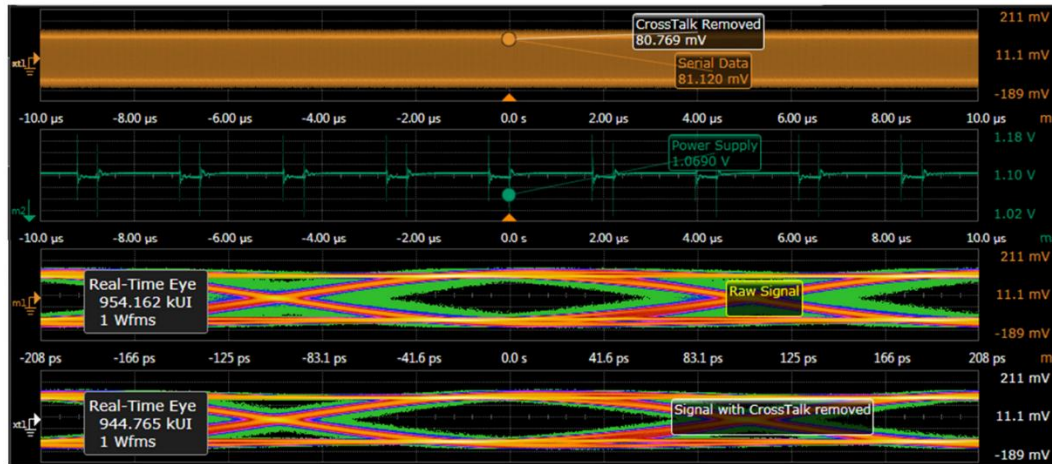 CrossTalk Removed
80.769 mV
211 mV
Serial Data
81.120 mV
xt1
11.1 mV
-189 mV
-10.0 µs -8.00 µs -6.00 µs -4.00 µs -2.00 µs 0.0 s 2.00 µs 4.00 µs 6.00 µs 8.00 µs 10.0 µs m
1.18 V
Power Supply
1.0690 V
1.10 V
m2
1.02 V
-10.0 µs -8.00 µs -6.00 µs -4.00 µs -2.00 µs 0.0 s 2.00 µs 4.00 µs 6.00 µs 8.00 µs 10.0 µs m
211 mV
Real-Time Eye
954.162 kUI
1 Wfms
Raw Signal
m1
11.1 mV
-189 mV
-208 ps -166 ps -125 ps -83.1 ps -41.6 ps 0.0 s 41.6 ps 83.1 ps 125 ps 166 ps 208 ps m
211 mV
Real-Time Eye
944.765 kUI
1 Wfms
Signal with CrossTalk removed
xt1
11.1 mV
-189 mV